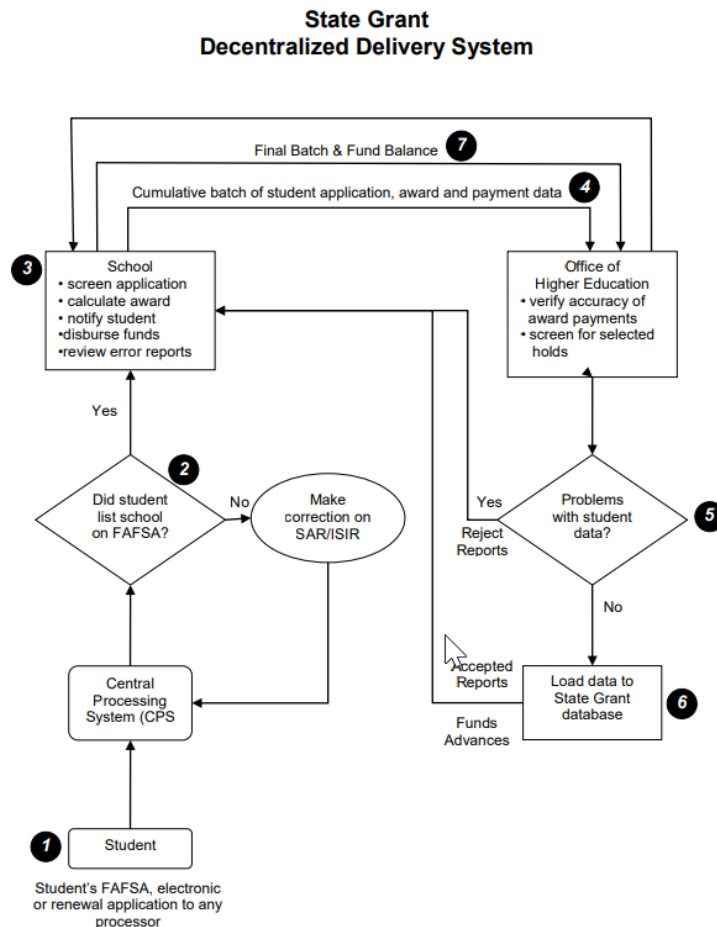 State Grant
Decentralized Delivery System
Final Batch & Fund Balance
7
Cumulative batch of student application, award and payment data
4
3
School
• screen application
• calculate award
• notify student
•disburse funds
•review error reports
Office of
Higher Education
• verify accuracy of
award payments
• screen for selected
holds
Yes
2
Did student
list school
on FAFSA?
No
Make
correction on
SAR/ISIR
Yes
Reject
Reports
Problems
with student
data?
5
No
Central
Processing
System (CPS
Accepted
Reports
Funds
Advances
Load data to
State Grant
database
6
1
Student
Student's FAFSA, electronic
or renewal application to any
processor